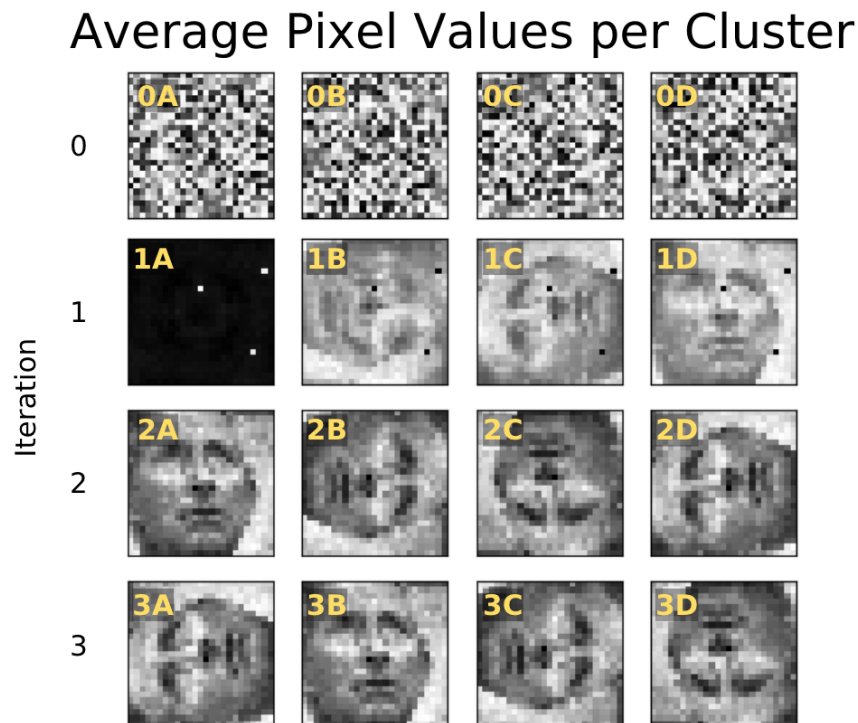 Average Pixel Values per Cluster
0
0A
0B
0C
0D
1
1A
1B
1C
1D
Iteration
2
2A
2B
2C
2D
3
3A
3B
3C
3D